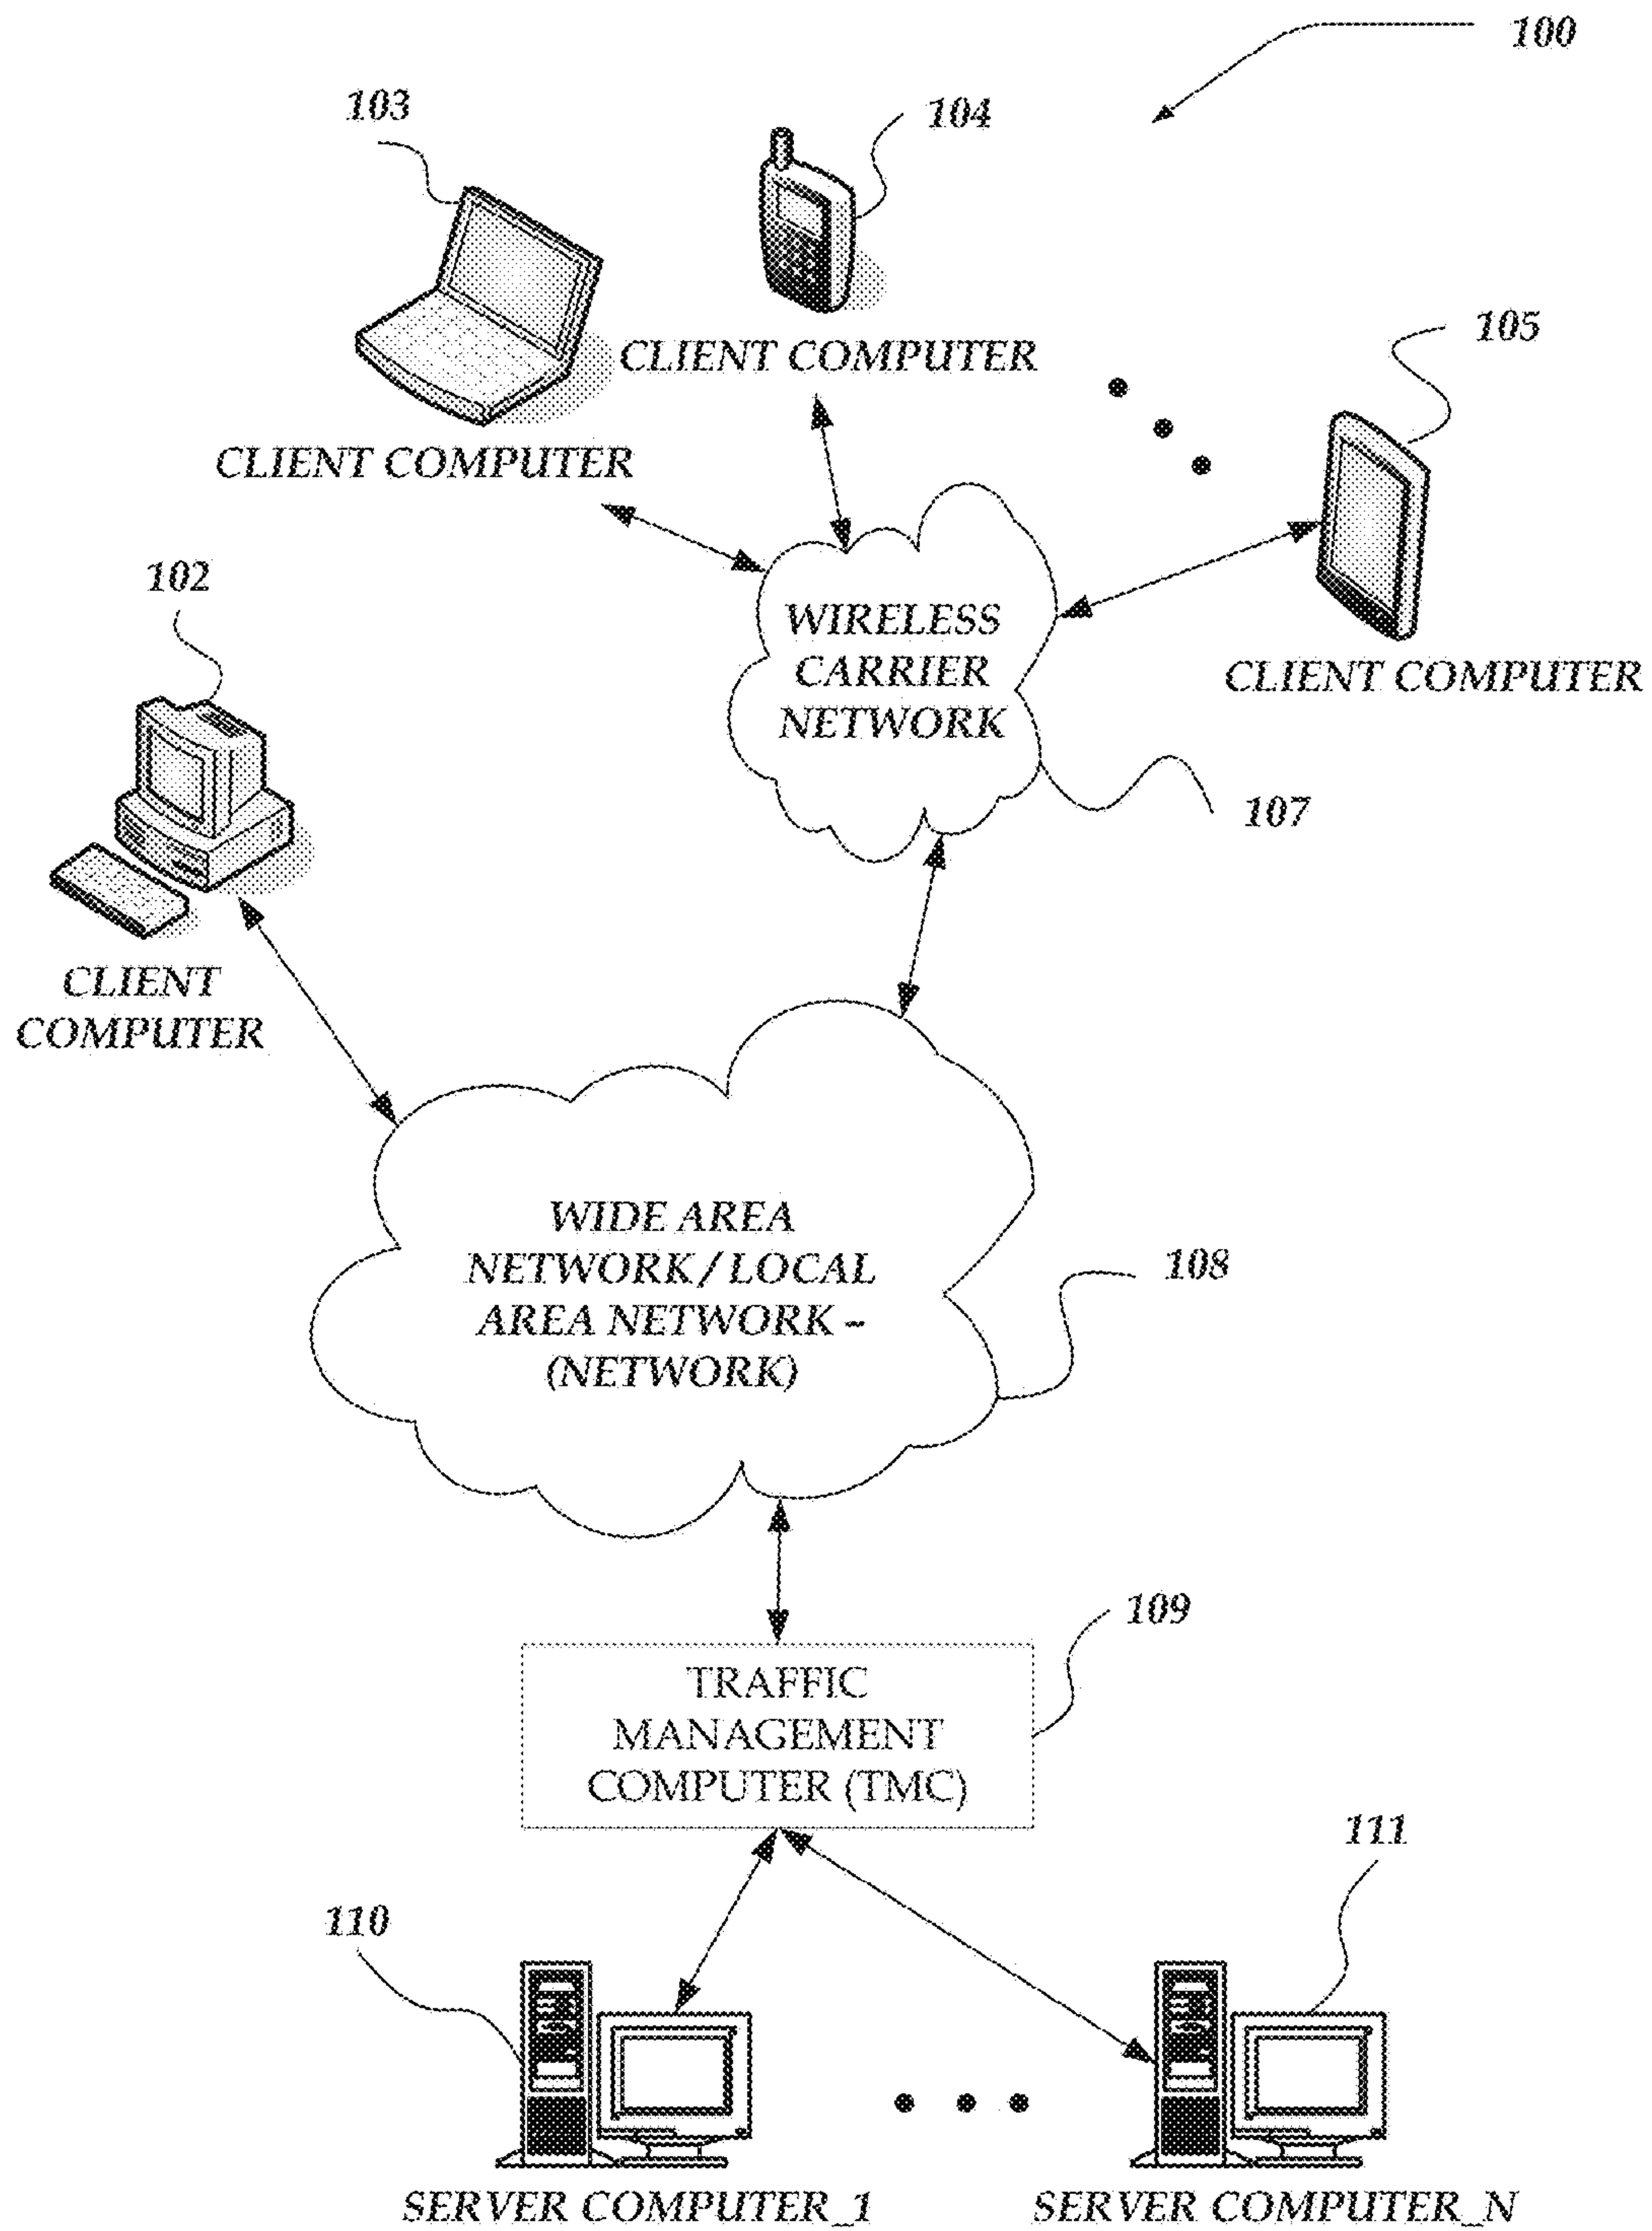 100
103
104
CLIENT COMPUTER
105
CLIENT COMPUTER
102
WIRELESS
CARRIER
NETWORK
CLIENT COMPUTER
107
CLIENT
COMPUTER
WIDE AREA
NETWORK / LOCAL
AREA NETWORK –
(NETWORK)
108
109
TRAFFIC
MANAGEMENT
COMPUTER (TMC)
111
110
SERVER COMPUTER_1
SERVER COMPUTER_N